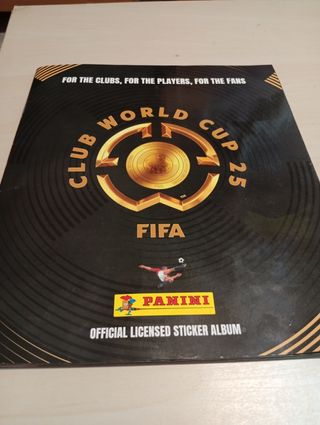 FOR THE CLUBS, FOR THE PLAYERS, FOR THE FANS
CLUB WORLD CUP 25
FIFA
PANINI
OFFICIAL LICENSED STICKER ALBUM